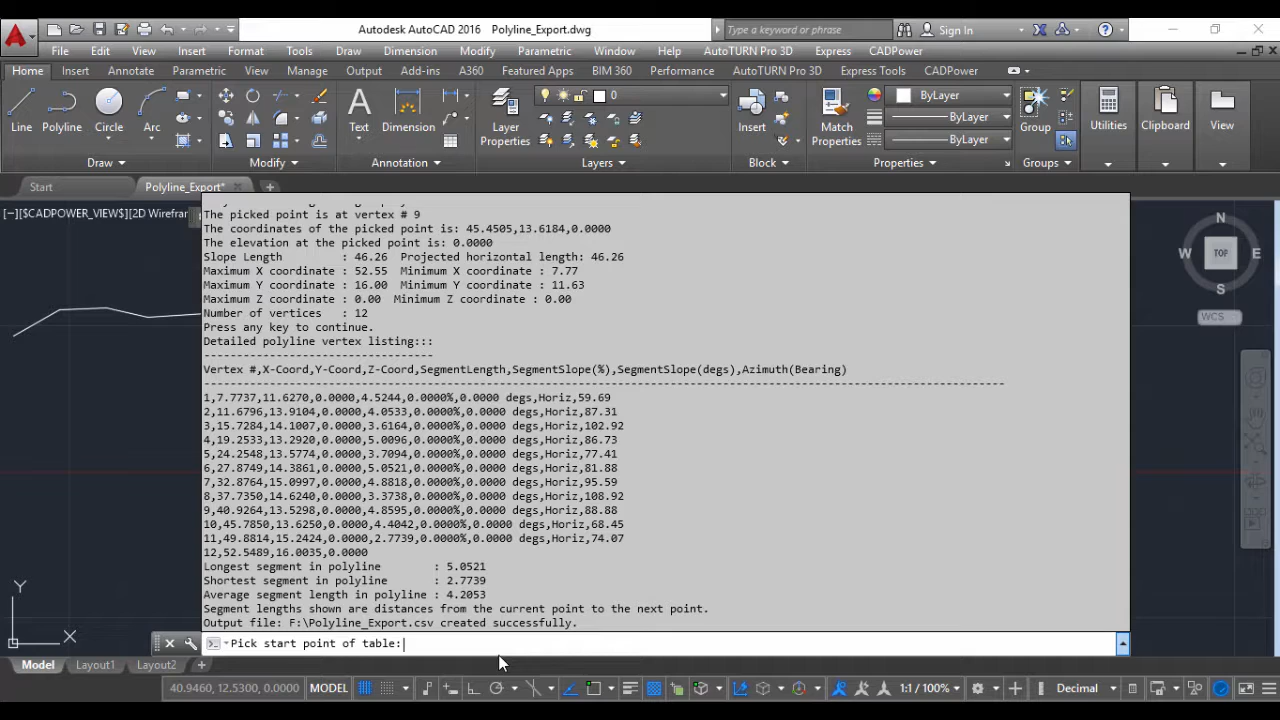 Autodesk AutoCAD 2016 Polyline_Export.dwg
Type a keyword or phrase
Sign In
File Edit View Insert Format Tools Draw Dimension Modify Parametric Window Help AutoTURN Pro 3D Express CADPower
Home Insert Annotate Parametric View Manage Output Add-ins A360 Featured Apps BIM 360 Performance AutoTURN Pro 3D Express Tools CADPower
0
ByLayer
ByLayer
ByLayer
Line Polyline Circle Arc Text Dimension Layer Properties Insert Match Properties Group Utilities Clipboard View
Draw Modify Annotation Layers Block Properties Groups
Start Polyline_Export*
[−][$CADPOWER_VIEWS][2D Wirefra
The picked point is at vertex # 9
The coordinates of the picked point is: 45.4505,13.6184,0.0000
The elevation at the picked point is: 0.0000
Slope Length : 46.26 Projected horizontal length: 46.26
Maximum X coordinate : 52.55 Minimum X coordinate : 7.77
Maximum Y coordinate : 16.00 Minimum Y coordinate : 11.63
Maximum Z coordinate : 0.00 Minimum Z coordinate : 0.00
Number of vertices : 12
Press any key to continue.
Detailed polyline vertex listing:::
----------------------------------
Vertex #,X-Coord,Y-Coord,Z-Coord,SegmentLength,SegmentSlope(%),SegmentSlope(degs),Azimuth(Bearing)
1,7.7737,11.6270,0.0000,4.5244,0.0000%,0.0000 degs,Horiz,59.69
2,11.6796,13.9104,0.0000,4.0533,0.0000%,0.0000 degs,Horiz,87.31
3,15.7284,14.1007,0.0000,3.6164,0.0000%,0.0000 degs,Horiz,102.92
4,19.2533,13.2920,0.0000,5.0096,0.0000%,0.0000 degs,Horiz,86.73
5,24.2548,13.5774,0.0000,3.7094,0.0000%,0.0000 degs,Horiz,77.41
6,27.8749,14.3861,0.0000,5.0521,0.0000%,0.0000 degs,Horiz,81.88
7,32.8764,15.0997,0.0000,4.8818,0.0000%,0.0000 degs,Horiz,95.59
8,37.7350,14.6240,0.0000,3.3738,0.0000%,0.0000 degs,Horiz,108.92
9,40.9264,13.5298,0.0000,4.8595,0.0000%,0.0000 degs,Horiz,88.88
10,45.7850,13.6250,0.0000,4.4042,0.0000%,0.0000 degs,Horiz,68.45
11,49.8814,15.2424,0.0000,2.7739,0.0000%,0.0000 degs,Horiz,74.07
12,52.5489,16.0035,0.0000
Longest segment in polyline : 5.0521
Shortest segment in polyline : 2.7739
Average segment length in polyline : 4.2053
Segment lengths shown are distances from the current point to the next point.
Output file: F:\Polyline_Export.csv created successfully.
Pick start point of table:
N
W TOP E
S
WCS
Y
X
Model Layout1 Layout2
40.9460, 12.5300, 0.0000 MODEL 1:1 / 100% Decimal